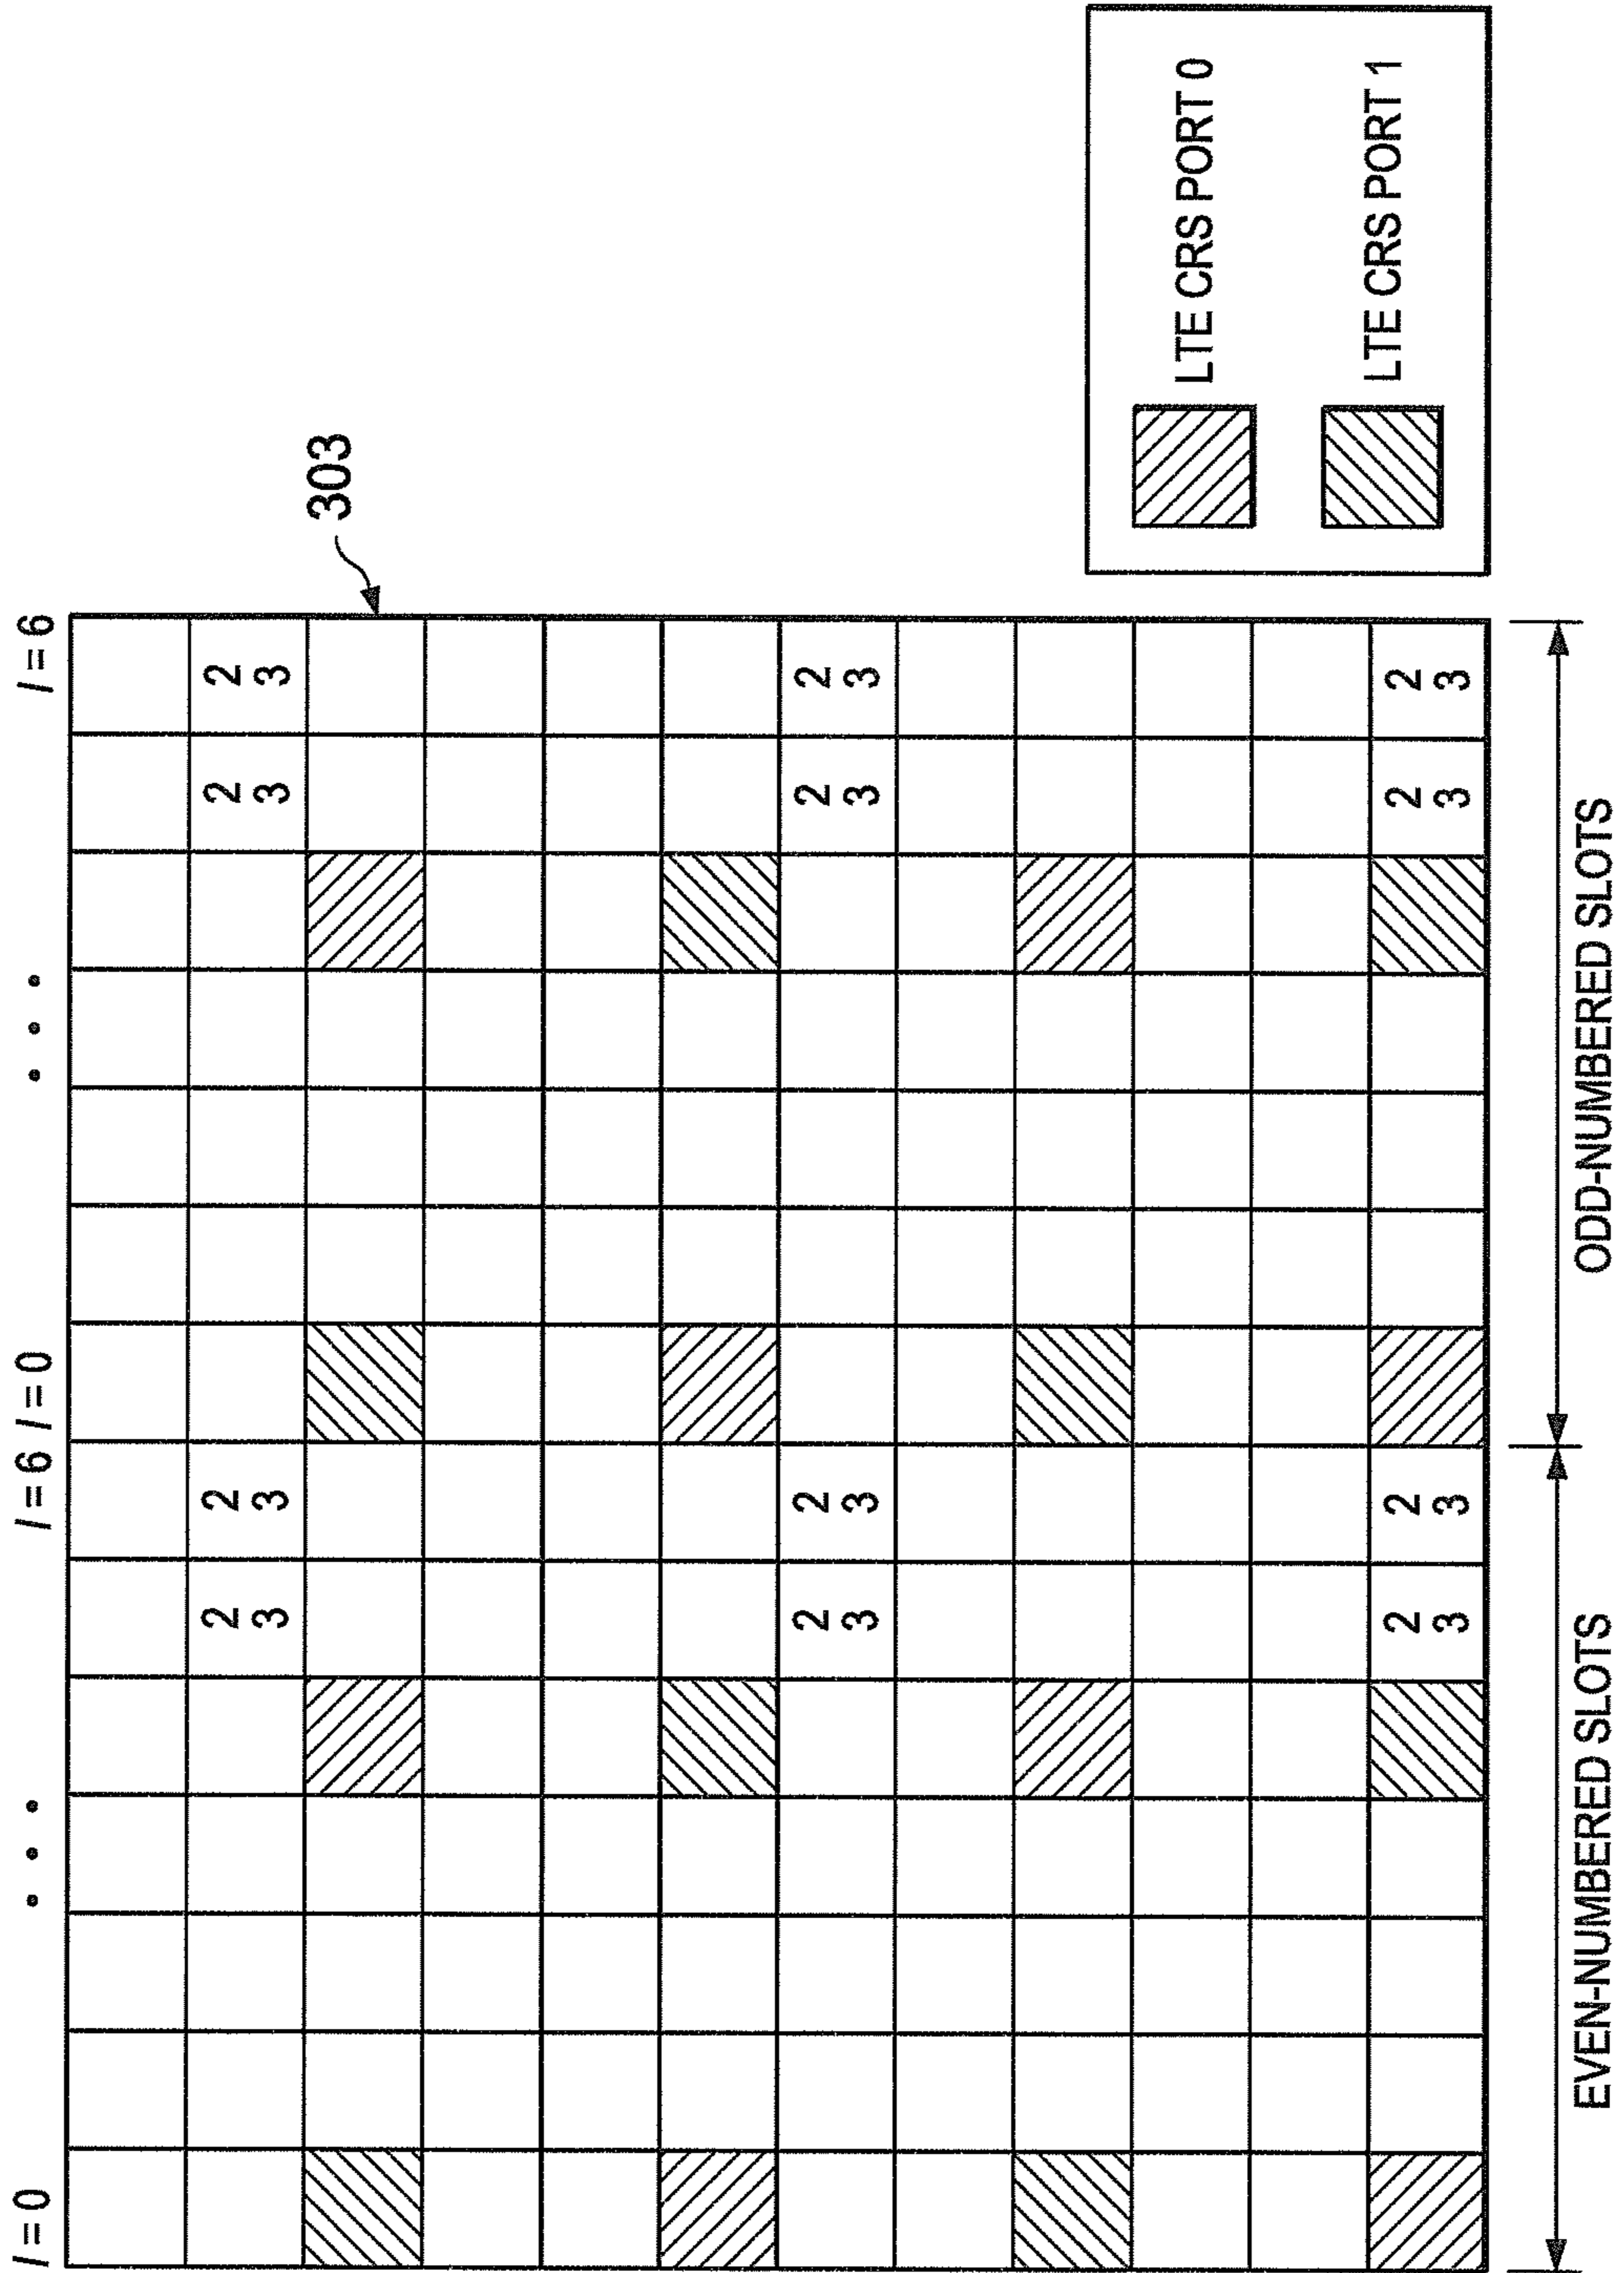 l = 0 • • • l = 6 l = 0 • • • l = 6
2 2 2 2
3 3 3 3
303
2 2 2 2
3 3 3 3
LTE CRS PORT 0
LTE CRS PORT 1
2 2 2 2
3 3 3 3
EVEN-NUMBERED SLOTS ODD-NUMBERED SLOTS